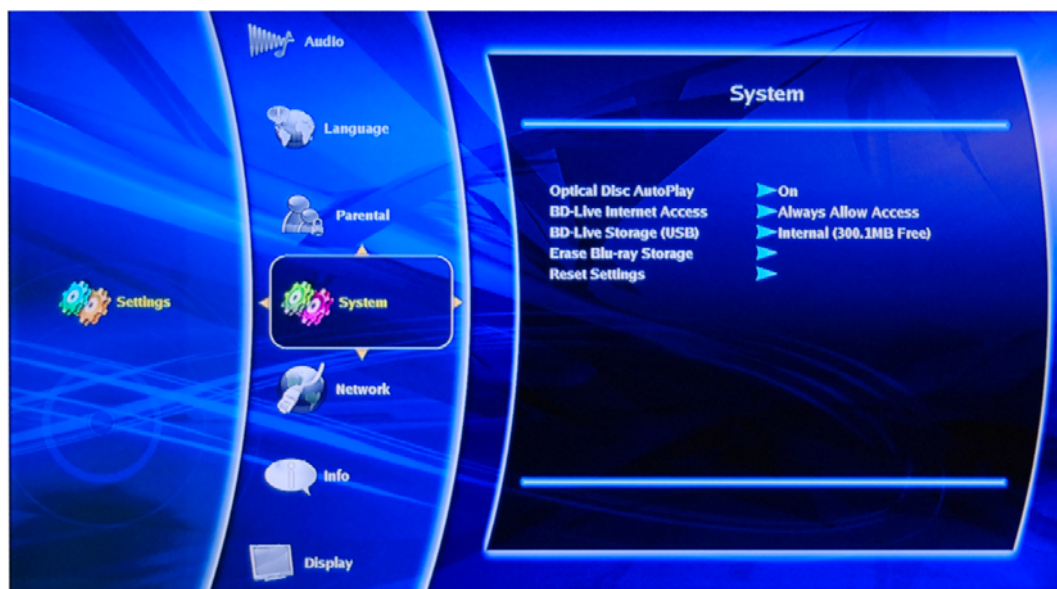 Audio
Language
Parental
Settings
System
Network
Info
Display
System
Optical Disc AutoPlay On
BD-Live Internet Access Always Allow Access
BD-Live Storage (USB) Internal (300.1MB Free)
Erase Blu-ray Storage
Reset Settings